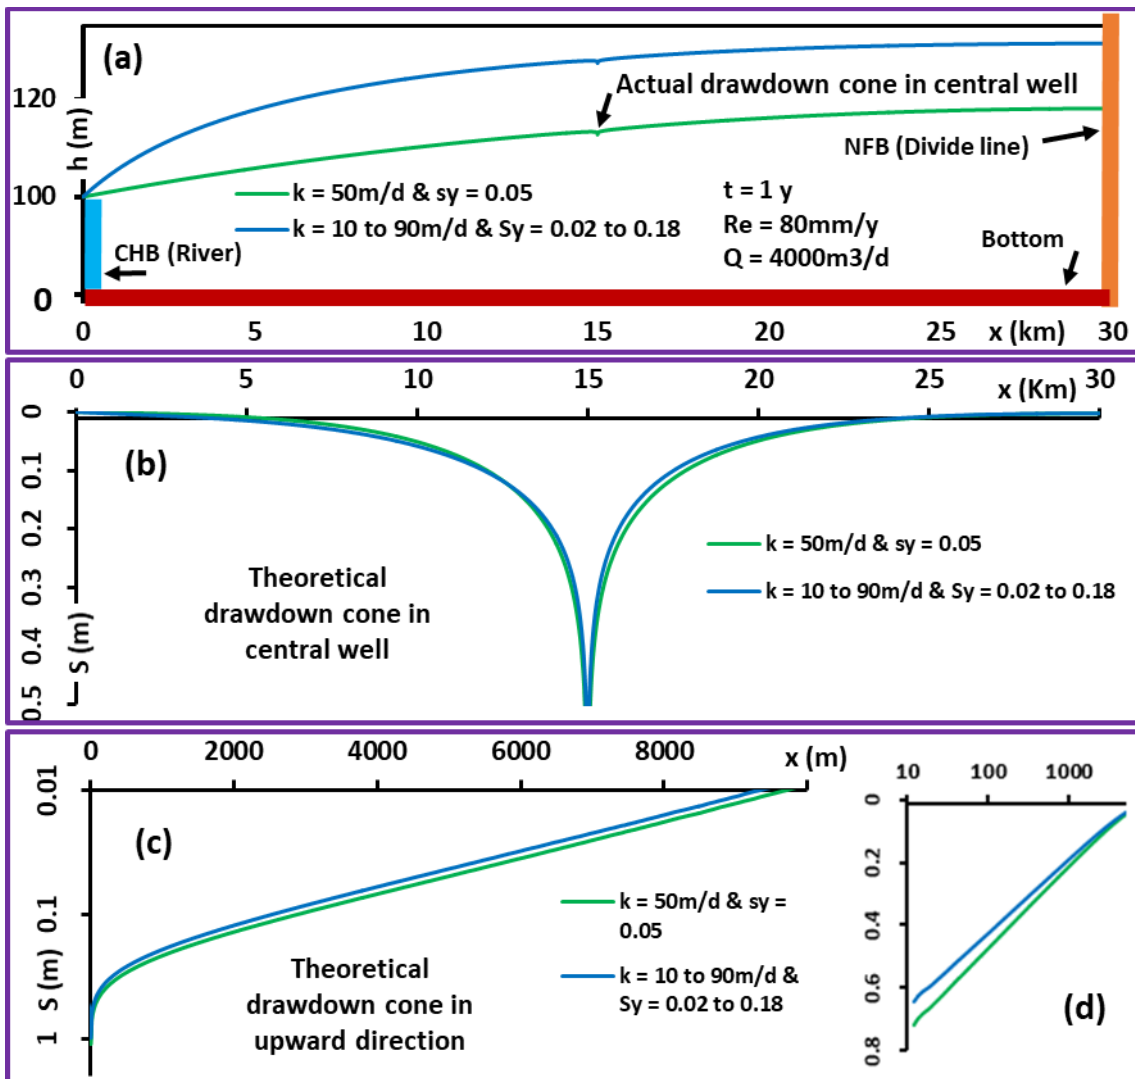 (a)
120
h (m)
100
0
Actual drawdown cone in central well
NFB (Divide line)
k = 50m/d & sy = 0.05
k = 10 to 90m/d & Sy = 0.02 to 0.18
t = 1 y
Re = 80mm/y
Q = 4000m3/d
CHB (River)
Bottom
0 5 10 15 20 25 x (km) 30
0 5 10 15 20 25 x (Km) 30
0
0.1
0.2
0.3
0.4
0.5
S (m)
(b)
Theoretical
drawdown cone in
central well
k = 50m/d & sy = 0.05
k = 10 to 90m/d & Sy = 0.02 to 0.18
0 2000 4000 6000 8000 x (m)
0.01
0.1
1
S (m)
(c)
Theoretical
drawdown cone in
upward direction
k = 50m/d & sy =
0.05
k = 10 to 90m/d &
Sy = 0.02 to 0.18
10 100 1000
0
0.2
0.4
0.6
0.8
(d)